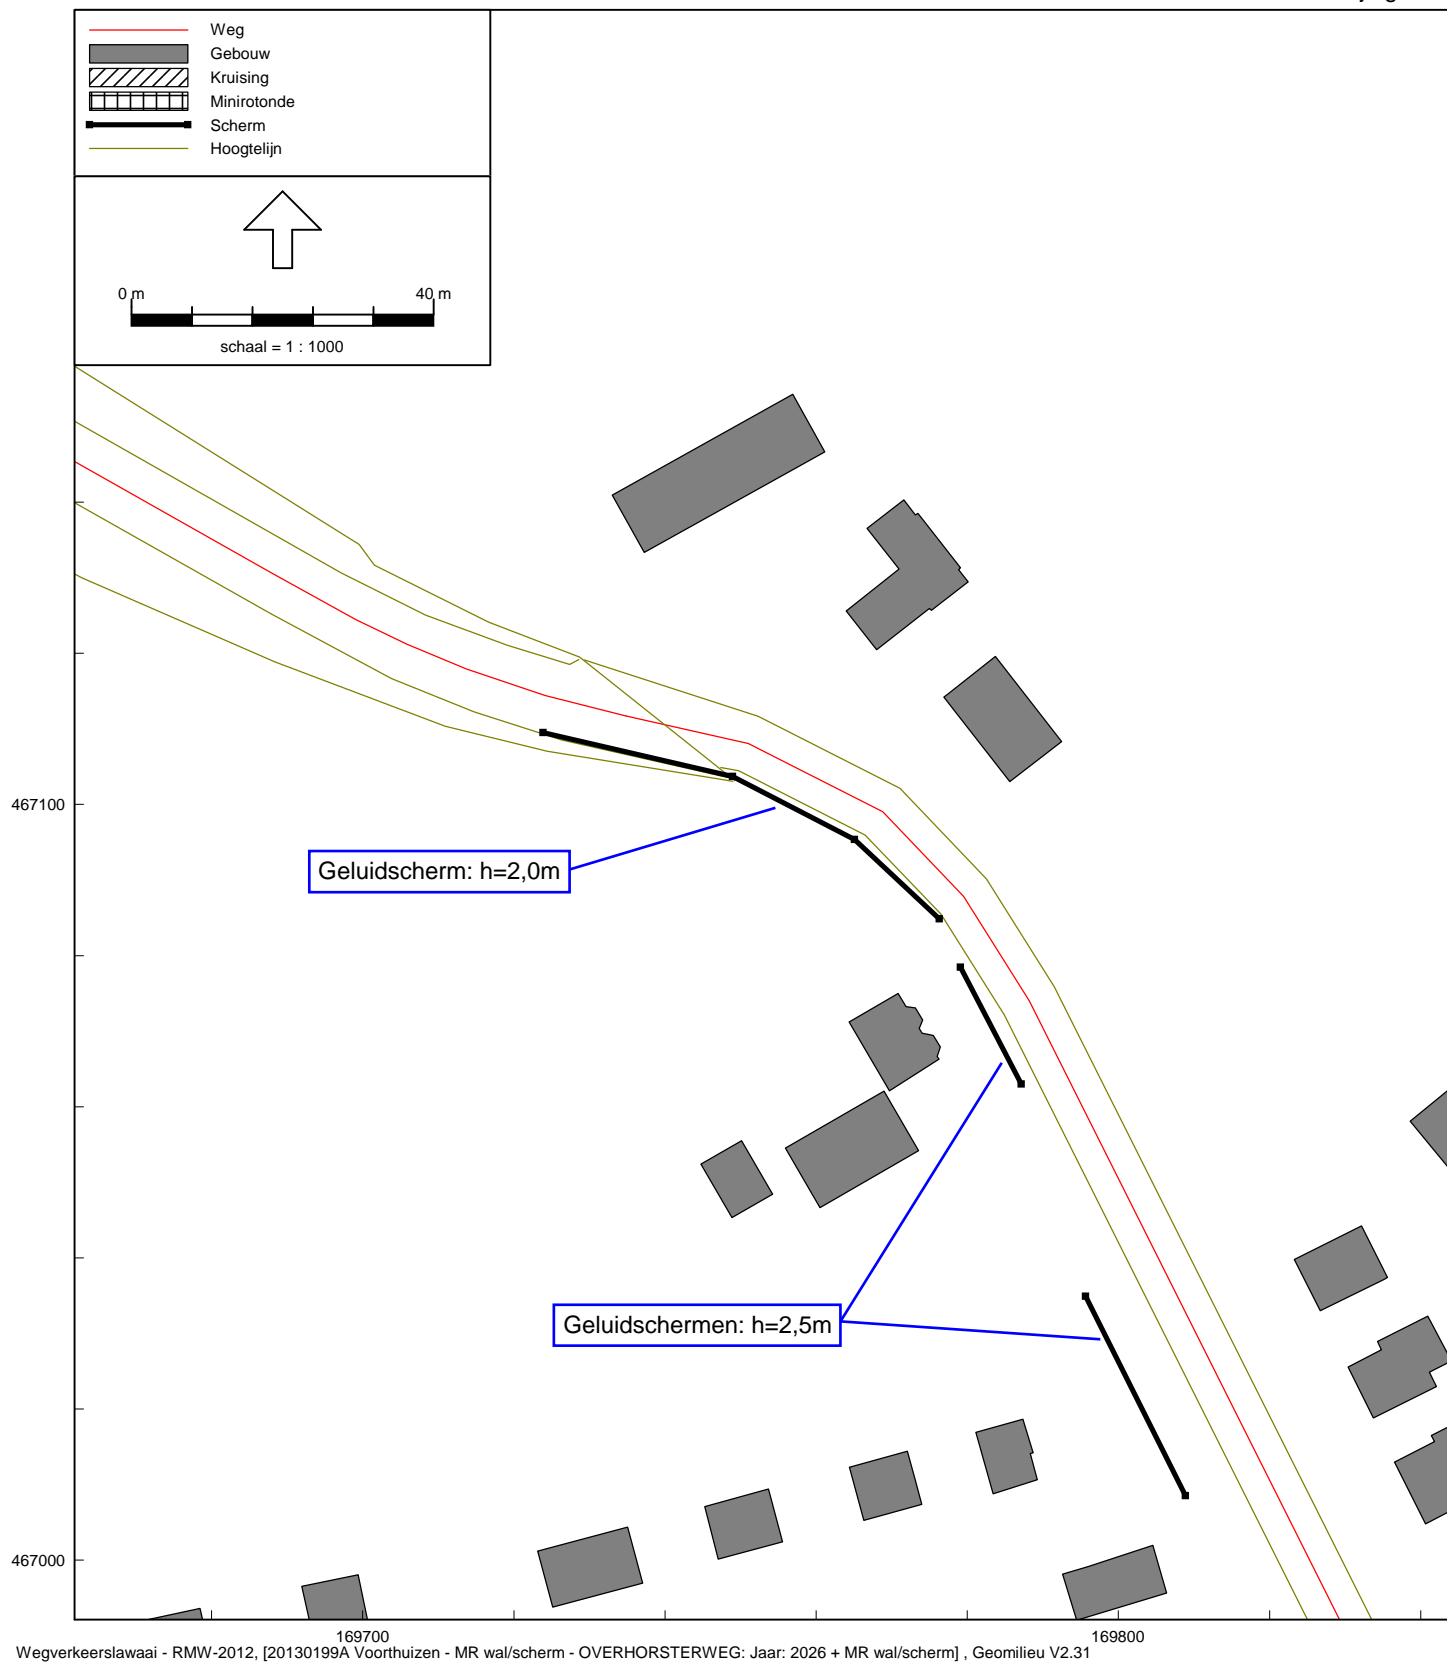 Weg
Gebouw
Kruising
Minirotonde
Scherm
Hoogtelijn
0 m 40 m
schaal = 1 : 1000
467100
Geluidscherm: h=2,0m
Geluidschermen: h=2,5m
467000
169700 169800
Wegverkeerslawaai - RMW-2012, [20130199A Voorthuizen - MR wal/scherm - OVERHORSTERWEG: Jaar: 2026 + MR wal/scherm] , Geomilieu V2.31